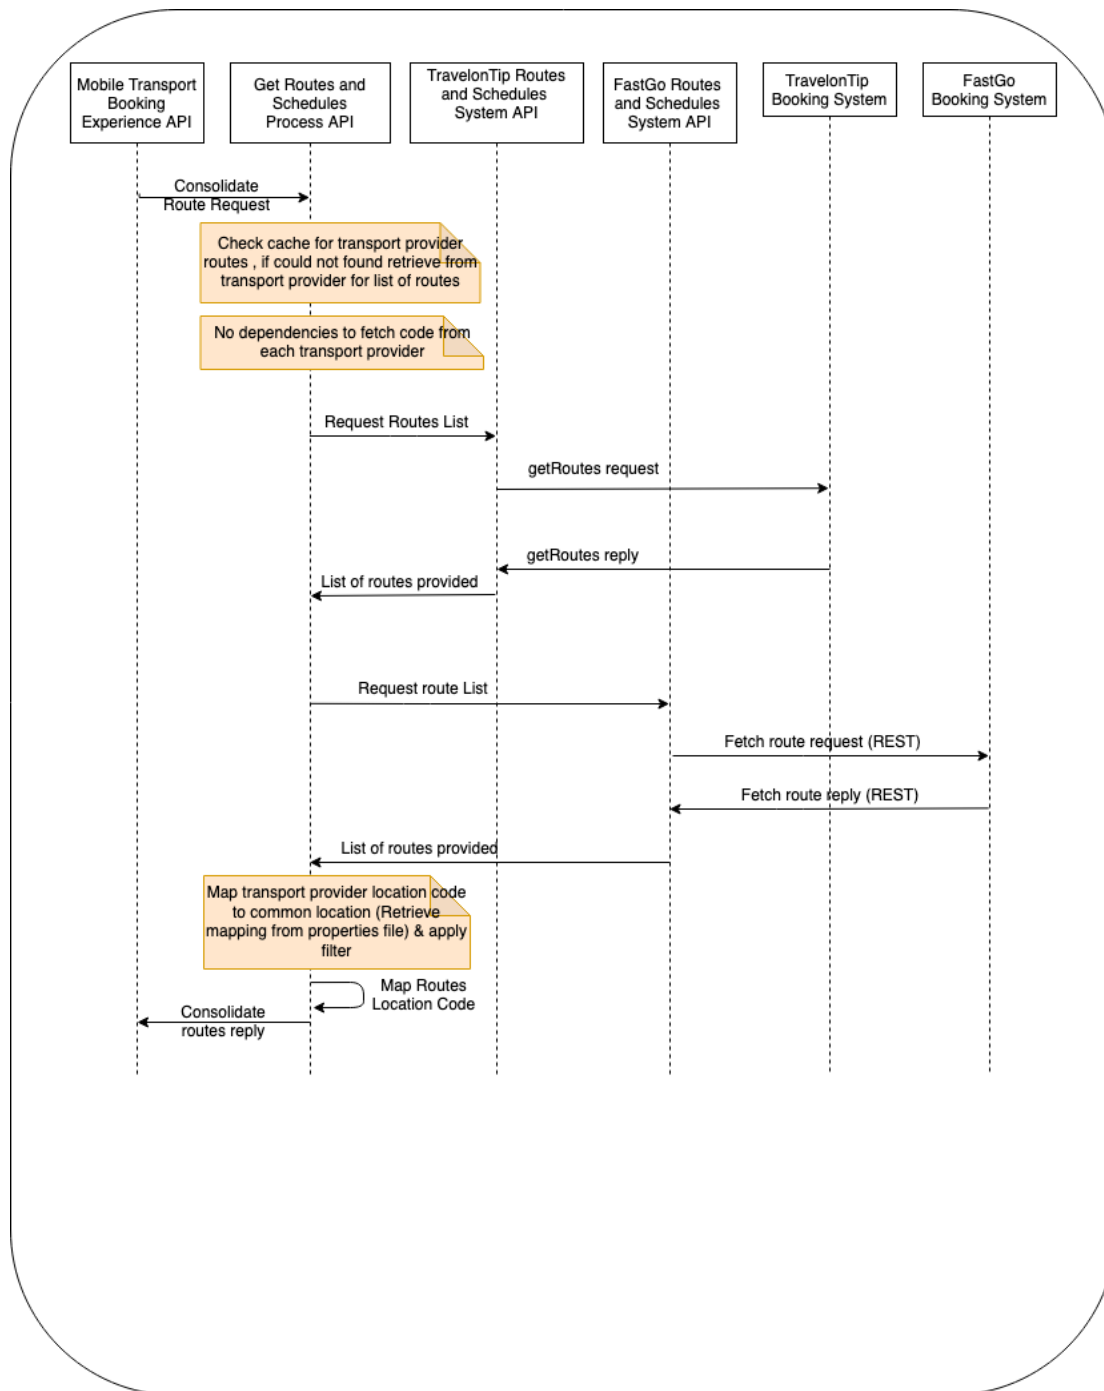 Mobile Transport
Booking
Experience API
Get Routes and
Schedules
Process API
TravelonTip Routes
and Schedules
System API
FastGo Routes
and Schedules
System API
TravelonTip
Booking System
FastGo
Booking System
Consolidate
Route Request
Check cache for transport provider
routes , if could not found retrieve from
transport provider for list of routes
No dependencies to fetch code from
each transport provider
Request Routes List
getRoutes request
getRoutes reply
List of routes provided
Request route List
Fetch route request (REST)
Fetch route reply (REST)
List of routes provided
Map transport provider location code
to common location (Retrieve
mapping from properties file) & apply
filter
Map Routes
Location Code
Consolidate
routes reply